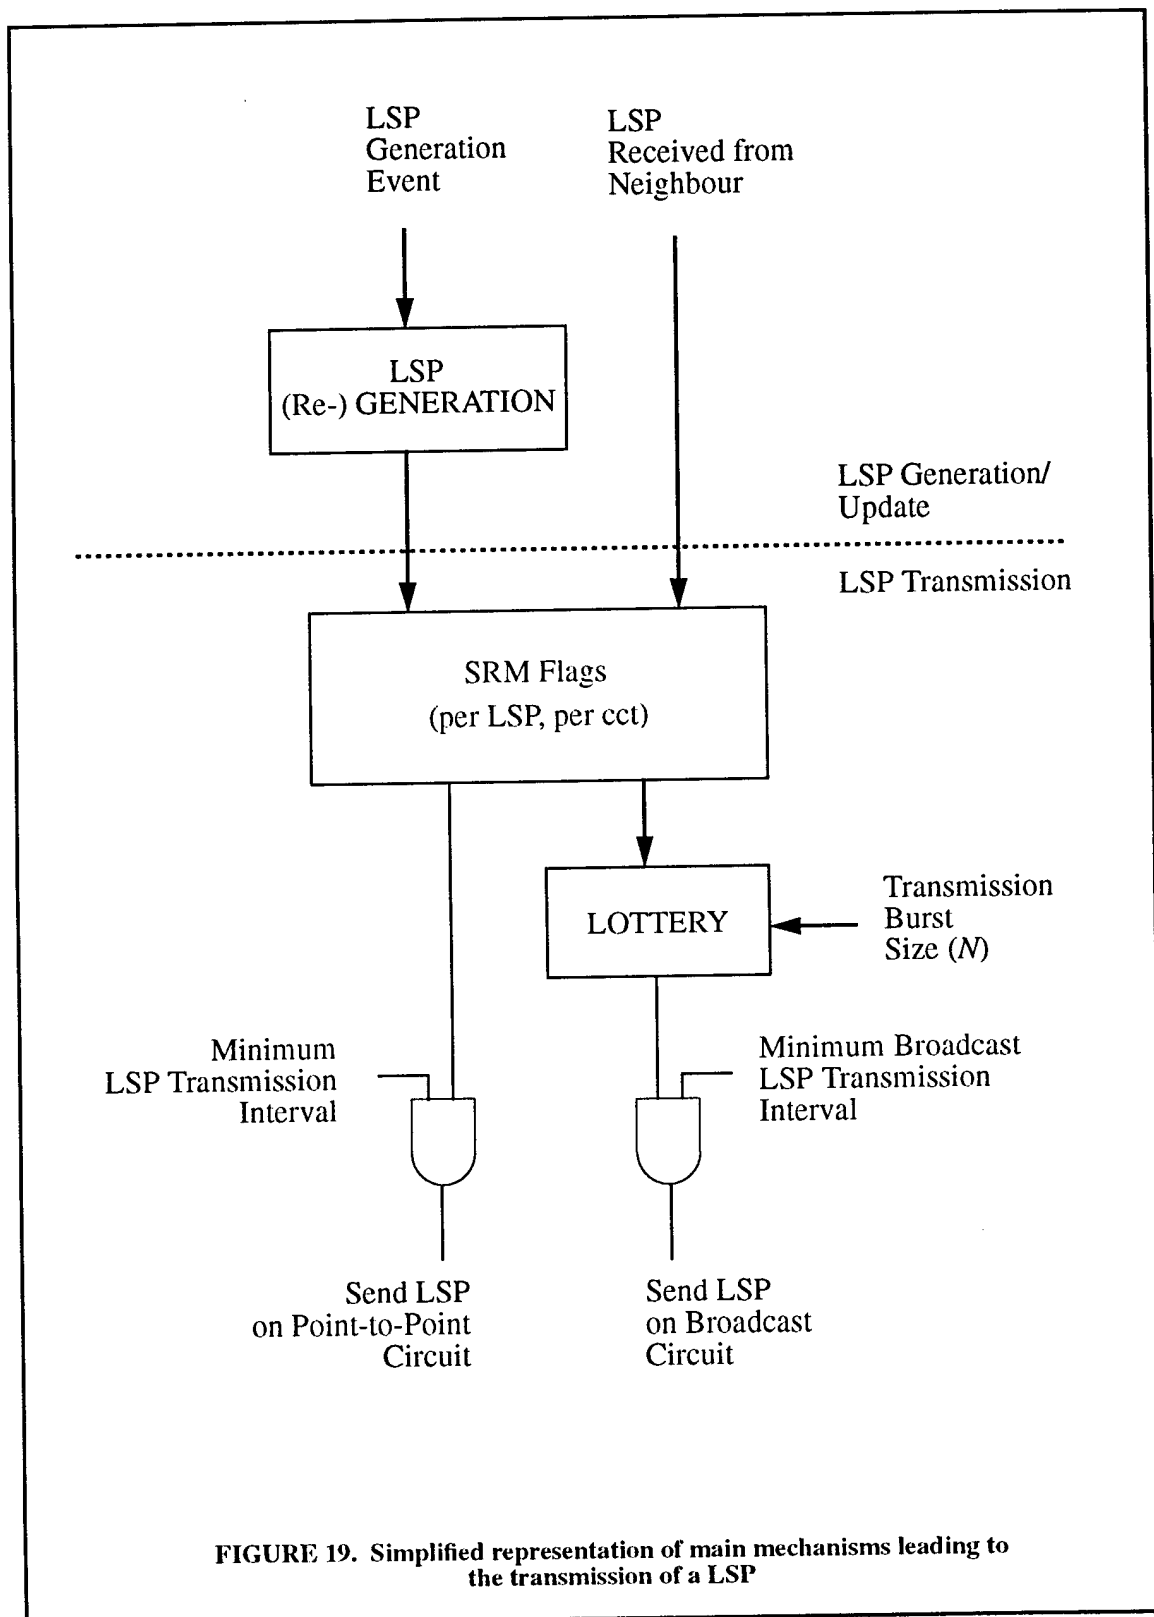 LSP
Generation
Event
LSP
Received from
Neighbour
LSP
(Re-) GENERATION
LSP Generation/
Update
LSP Transmission
SRM Flags
(per LSP, per cct)
LOTTERY
Transmission
Burst
Size (N)
Minimum
LSP Transmission
Interval
Minimum Broadcast
LSP Transmission
Interval
Send LSP
on Point-to-Point
Circuit
Send LSP
on Broadcast
Circuit
FIGURE 19. Simplified representation of main mechanisms leading to
the transmission of a LSP